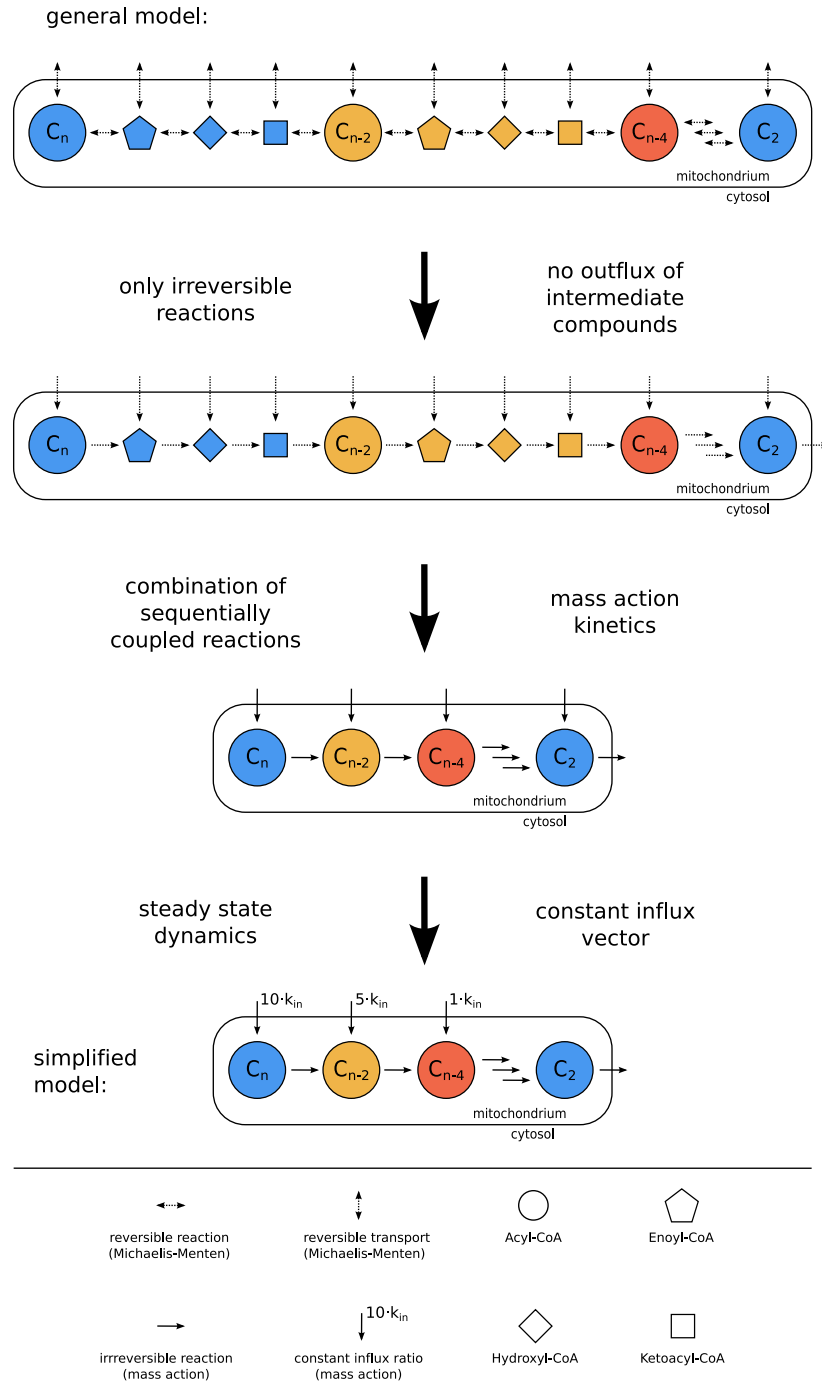 general model:
Cn Cn-2 Cn-4 C2
mitochondrium
cytosol
only irreversible
reactions
no outflux of
intermediate
compounds
Cn Cn-2 Cn-4 C2
mitochondrium
cytosol
combination of
sequentially
coupled reactions
mass action
kinetics
Cn Cn-2 Cn-4 C2
mitochondrium
cytosol
steady state
dynamics
constant influx
vector
10·kin 5·kin 1·kin
simplified
model:
Cn Cn-2 Cn-4 C2
mitochondrium
cytosol
reversible reaction
(Michaelis-Menten)
reversible transport
(Michaelis-Menten)
Acyl-CoA
Enoyl-CoA
10·kin
irrreversible reaction
(mass action)
constant influx ratio
(mass action)
Hydroxyl-CoA
Ketoacyl-CoA